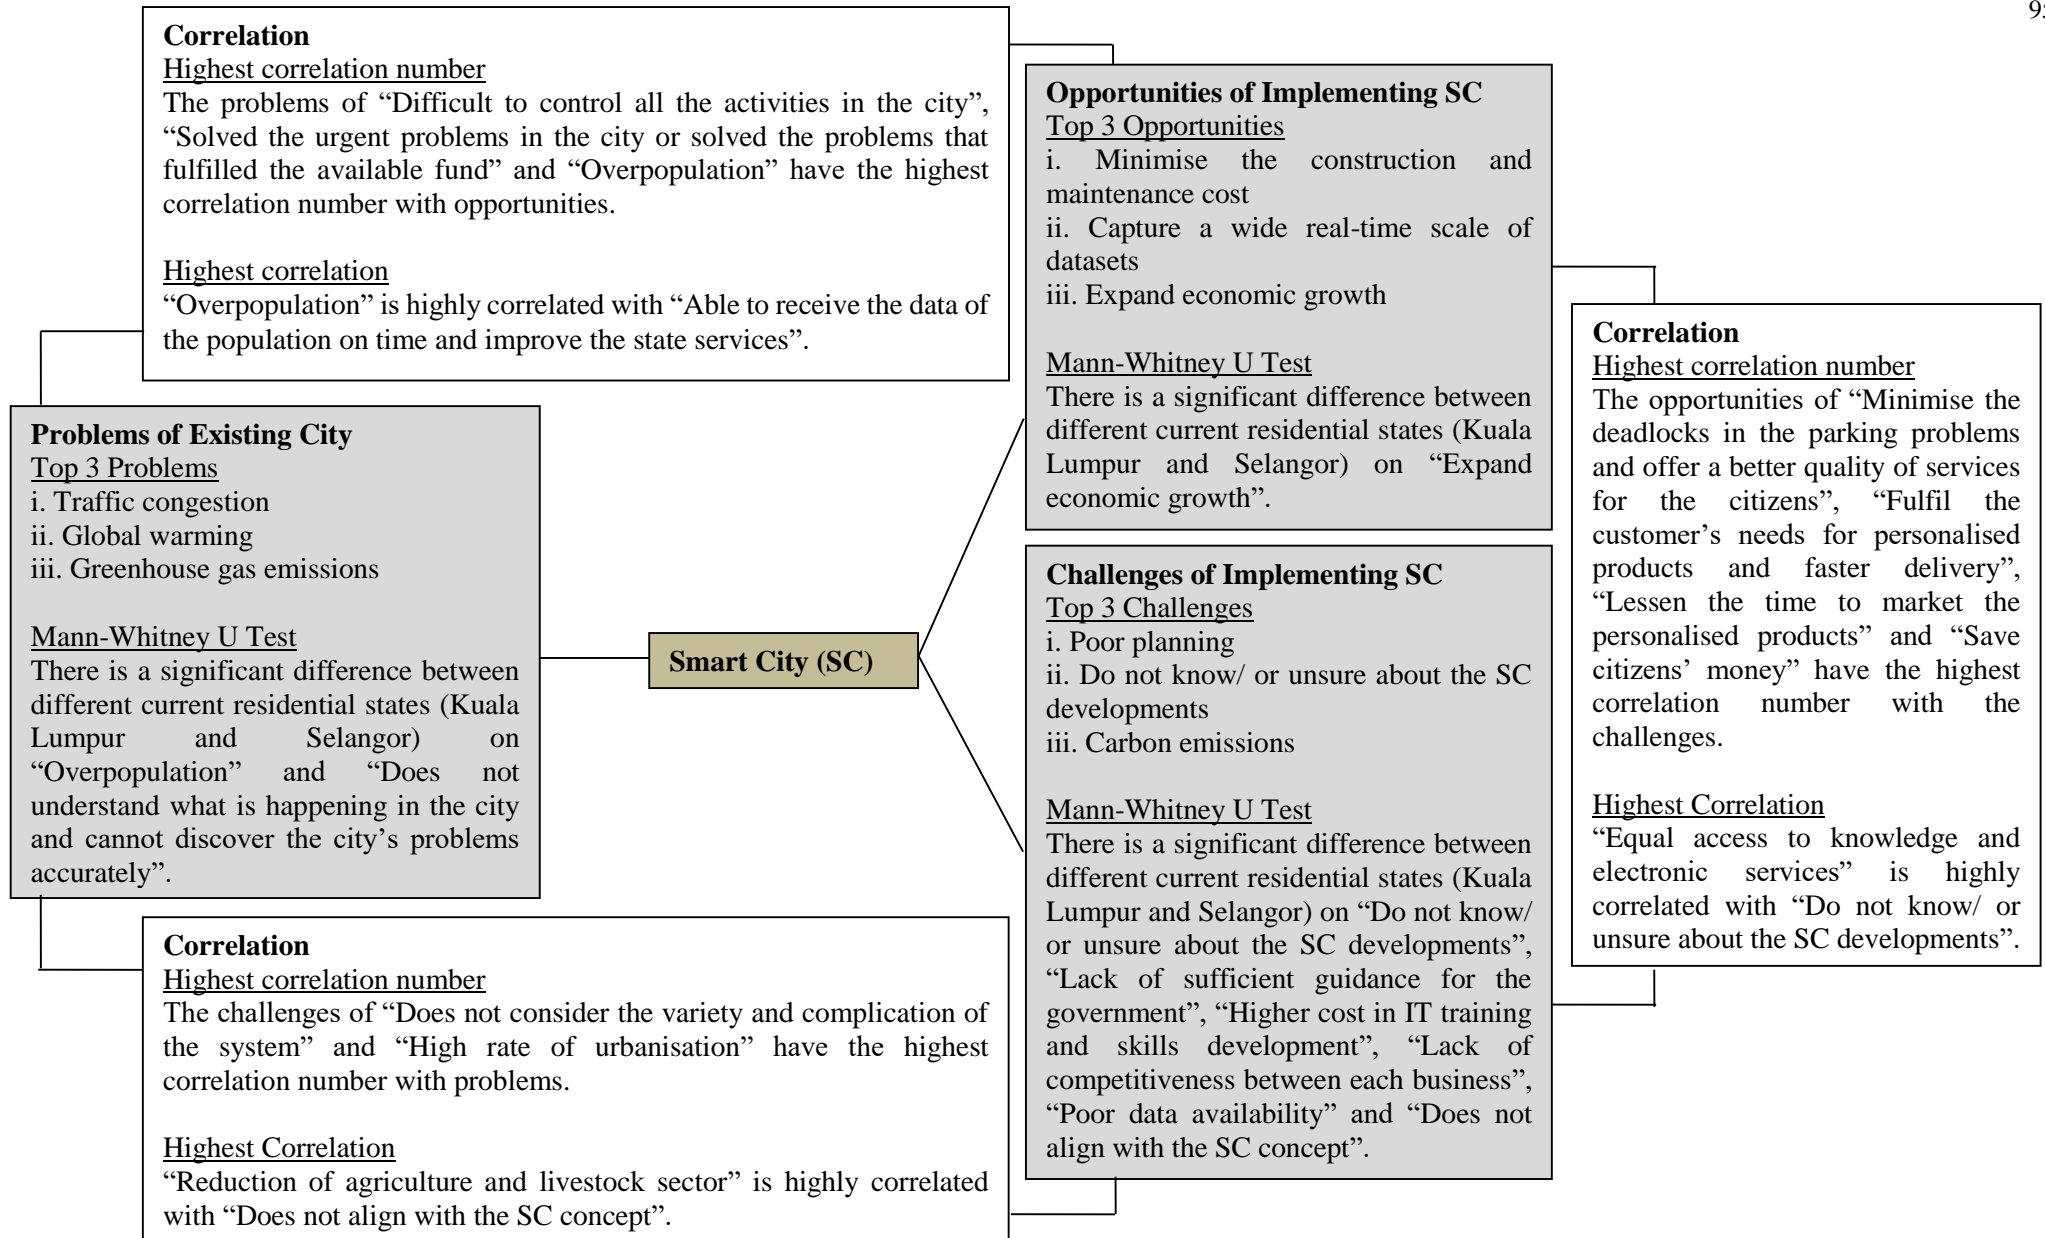 95
Correlation
Highest correlation number
The problems of “Difficult to control all the activities in the city”,
“Solved the urgent problems in the city or solved the problems that
fulfilled the available fund” and “Overpopulation” have the highest
correlation number with opportunities.
Highest correlation
“Overpopulation” is highly correlated with “Able to receive the data of
the population on time and improve the state services”.
Opportunities of Implementing SC
Top 3 Opportunities
i. Minimise the construction and
maintenance cost
ii. Capture a wide real-time scale of
datasets
iii. Expand economic growth
Mann-Whitney U Test
There is a significant difference between
different current residential states (Kuala
Lumpur and Selangor) on “Expand
economic growth”.
Correlation
Highest correlation number
The opportunities of “Minimise the
deadlocks in the parking problems
and offer a better quality of services
for the citizens”, “Fulfil the
customer’s needs for personalised
products and faster delivery”,
“Lessen the time to market the
personalised products” and “Save
citizens’ money” have the highest
correlation number with the
challenges.
Highest Correlation
“Equal access to knowledge and
electronic services” is highly
correlated with “Do not know/ or
unsure about the SC developments”.
Problems of Existing City
Top 3 Problems
i. Traffic congestion
ii. Global warming
iii. Greenhouse gas emissions
Mann-Whitney U Test
There is a significant difference between
different current residential states (Kuala
Lumpur and Selangor) on
“Overpopulation” and “Does not
understand what is happening in the city
and cannot discover the city’s problems
accurately”.
Smart City (SC)
Challenges of Implementing SC
Top 3 Challenges
i. Poor planning
ii. Do not know/ or unsure about the SC
developments
iii. Carbon emissions
Mann-Whitney U Test
There is a significant difference between
different current residential states (Kuala
Lumpur and Selangor) on “Do not know/
or unsure about the SC developments”,
“Lack of sufficient guidance for the
government”, “Higher cost in IT training
and skills development”, “Lack of
competitiveness between each business”,
“Poor data availability” and “Does not
align with the SC concept”.
Correlation
Highest correlation number
The challenges of “Does not consider the variety and complication of
the system” and “High rate of urbanisation” have the highest
correlation number with problems.
Highest Correlation
“Reduction of agriculture and livestock sector” is highly correlated
with “Does not align with the SC concept”.